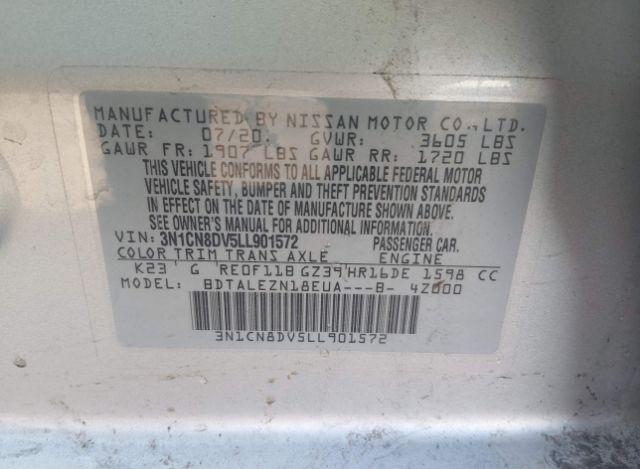 MANUFACTURED BY NISSAN MOTOR CO., LTD.
DATE: 07/20 GVWR: 3605 LBS
GAWR FR: 1907 LBS GAWR RR: 1720 LBS
THIS VEHICLE CONFORMS TO ALL APPLICABLE FEDERAL MOTOR
VEHICLE SAFETY, BUMPER AND THEFT PREVENTION STANDARDS
IN EFFECT ON THE DATE OF MANUFACTURE SHOWN ABOVE.
SEE OWNER'S MANUAL FOR ADDITIONAL INFORMATION.
VIN: 3N1CN8DV5LL901572 PASSENGER CAR.
COLOR TRIM TRANS AXLE ENGINE
K23 G RE0F11B GZ39 HR16DE 1598 CC
BDTALEZN18EUA---B- 4Z000
3N1CN8DV5LL901572